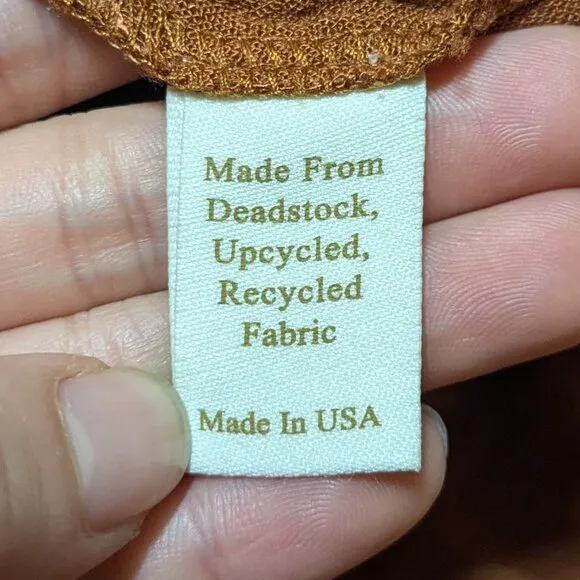 Made From
Deadstock,
Upcycled,
Recycled
Fabric
Made In USA